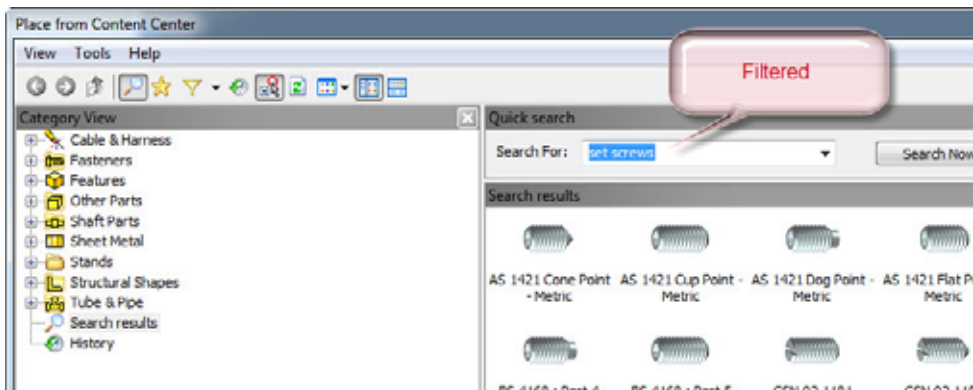 Place from Content Center
View Tools Help
Filtered
Category View
Quick search
Cable & Harness
Fasteners
Features
Other Parts
Shaft Parts
Sheet Metal
Stands
Structural Shapes
Tube & Pipe
Search results
History
Search For: set screws
Search Now
Search results
AS 1421 Cone Point - Metric
AS 1421 Cup Point - Metric
AS 1421 Dog Point - Metric
AS 1421 Flat P
Metric